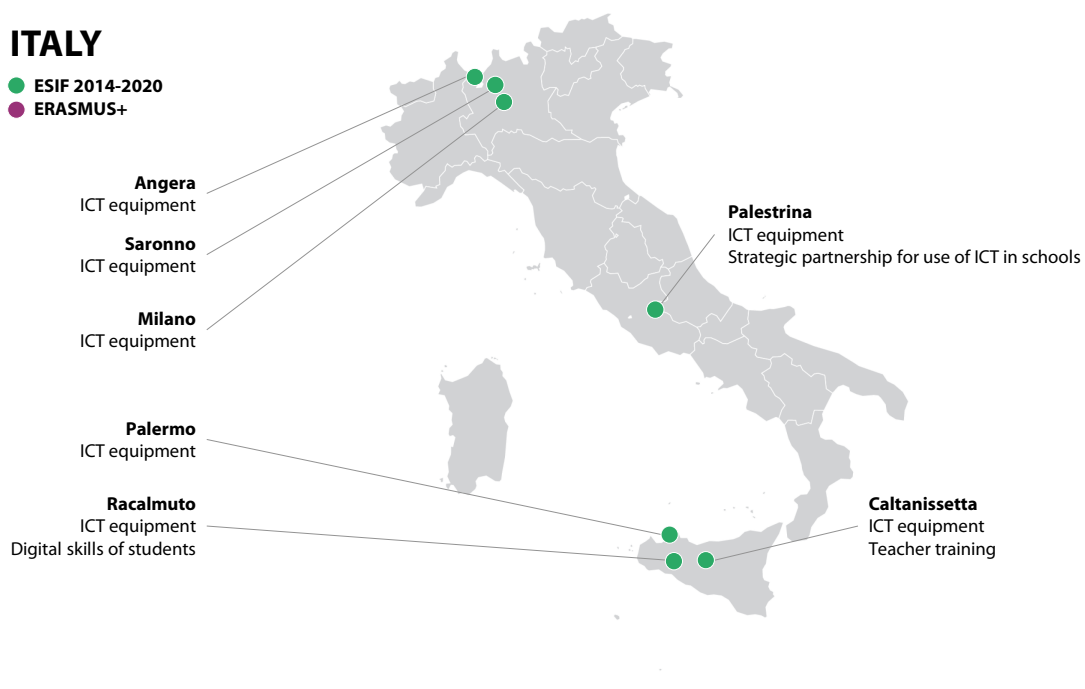 ITALY
ESIF 2014-2020
ERASMUS+
Angera
ICT equipment
Saronno
ICT equipment
Milano
ICT equipment
Palestrina
ICT equipment
Strategic partnership for use of ICT in schools
Palermo
ICT equipment
Racalmuto
ICT equipment
Digital skills of students
Caltanissetta
ICT equipment
Teacher training